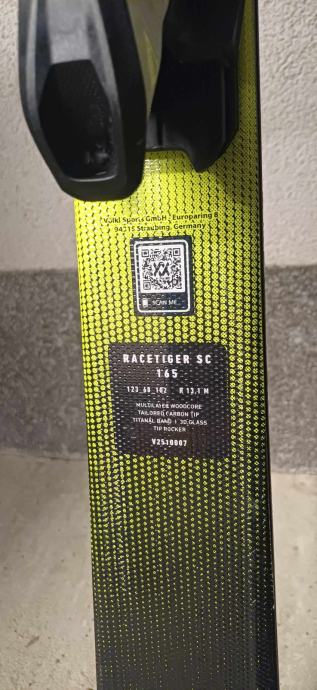 Völkl Sports GmbH, Europaring 8
94315 Straubing, Germany
SCAN ME
RACETIGER SC
165
123_68_102 R 13.1 M
MULTILAYER WOODCORE
TAILORED CARBON TIP
TITANAL BAND | 3D.GLASS
TIP ROCKER
V2510007